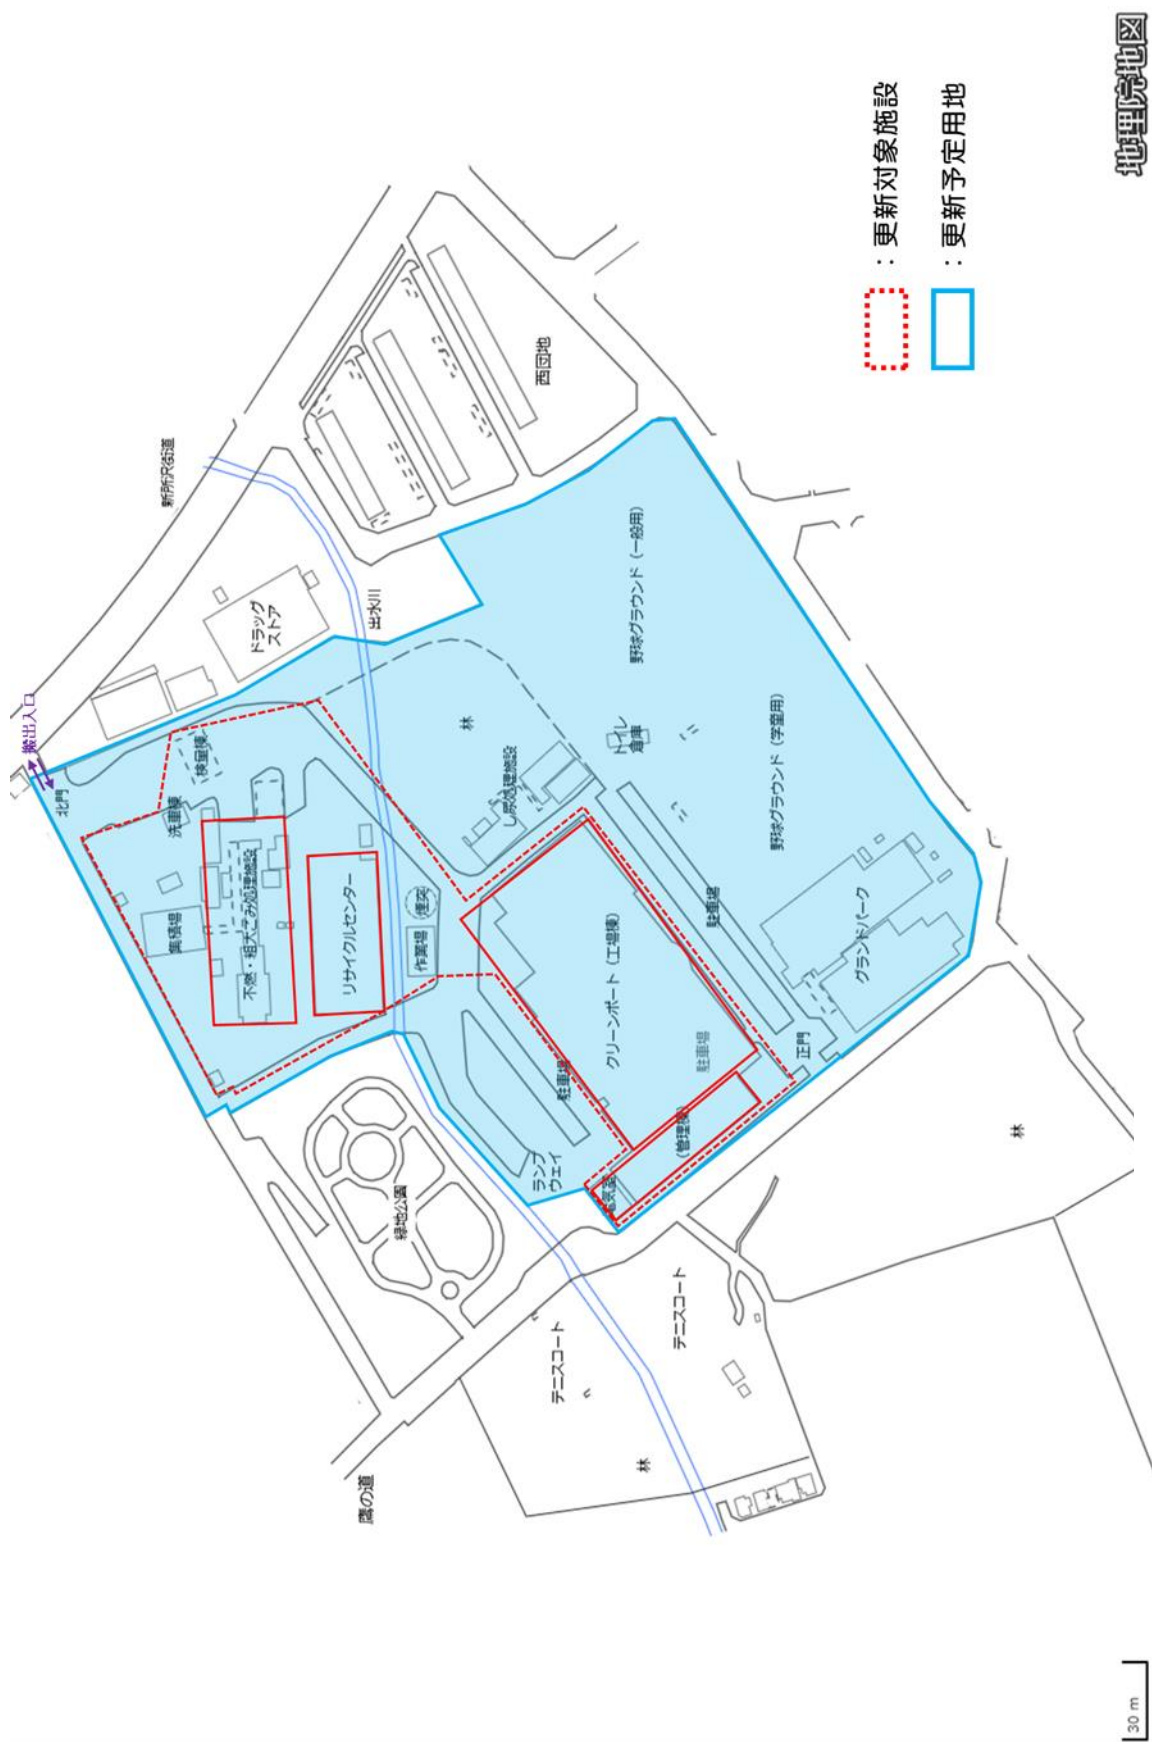 搬出入口
北門
新所沢街道
集積場
洗車棟
検量棟
不燃・粗大ごみ処理施設
ドラッグ
ストア
リサイクルセンター
鷹の道
出水川
緑地公園
作業場
煙突
林
し尿処理施設
西団地
ランプ
ウェイ
テニスコート
駐車場
電気室
クリーンポート（工場棟）
トイレ
倉庫
野球グラウンド（一般用）
林
テニスコート
（管理棟）
駐車場
駐車場
野球グラウンド（学童用）
正門
グランドパーク
：更新対象施設
：更新予定用地
林
30 m
地理院地図